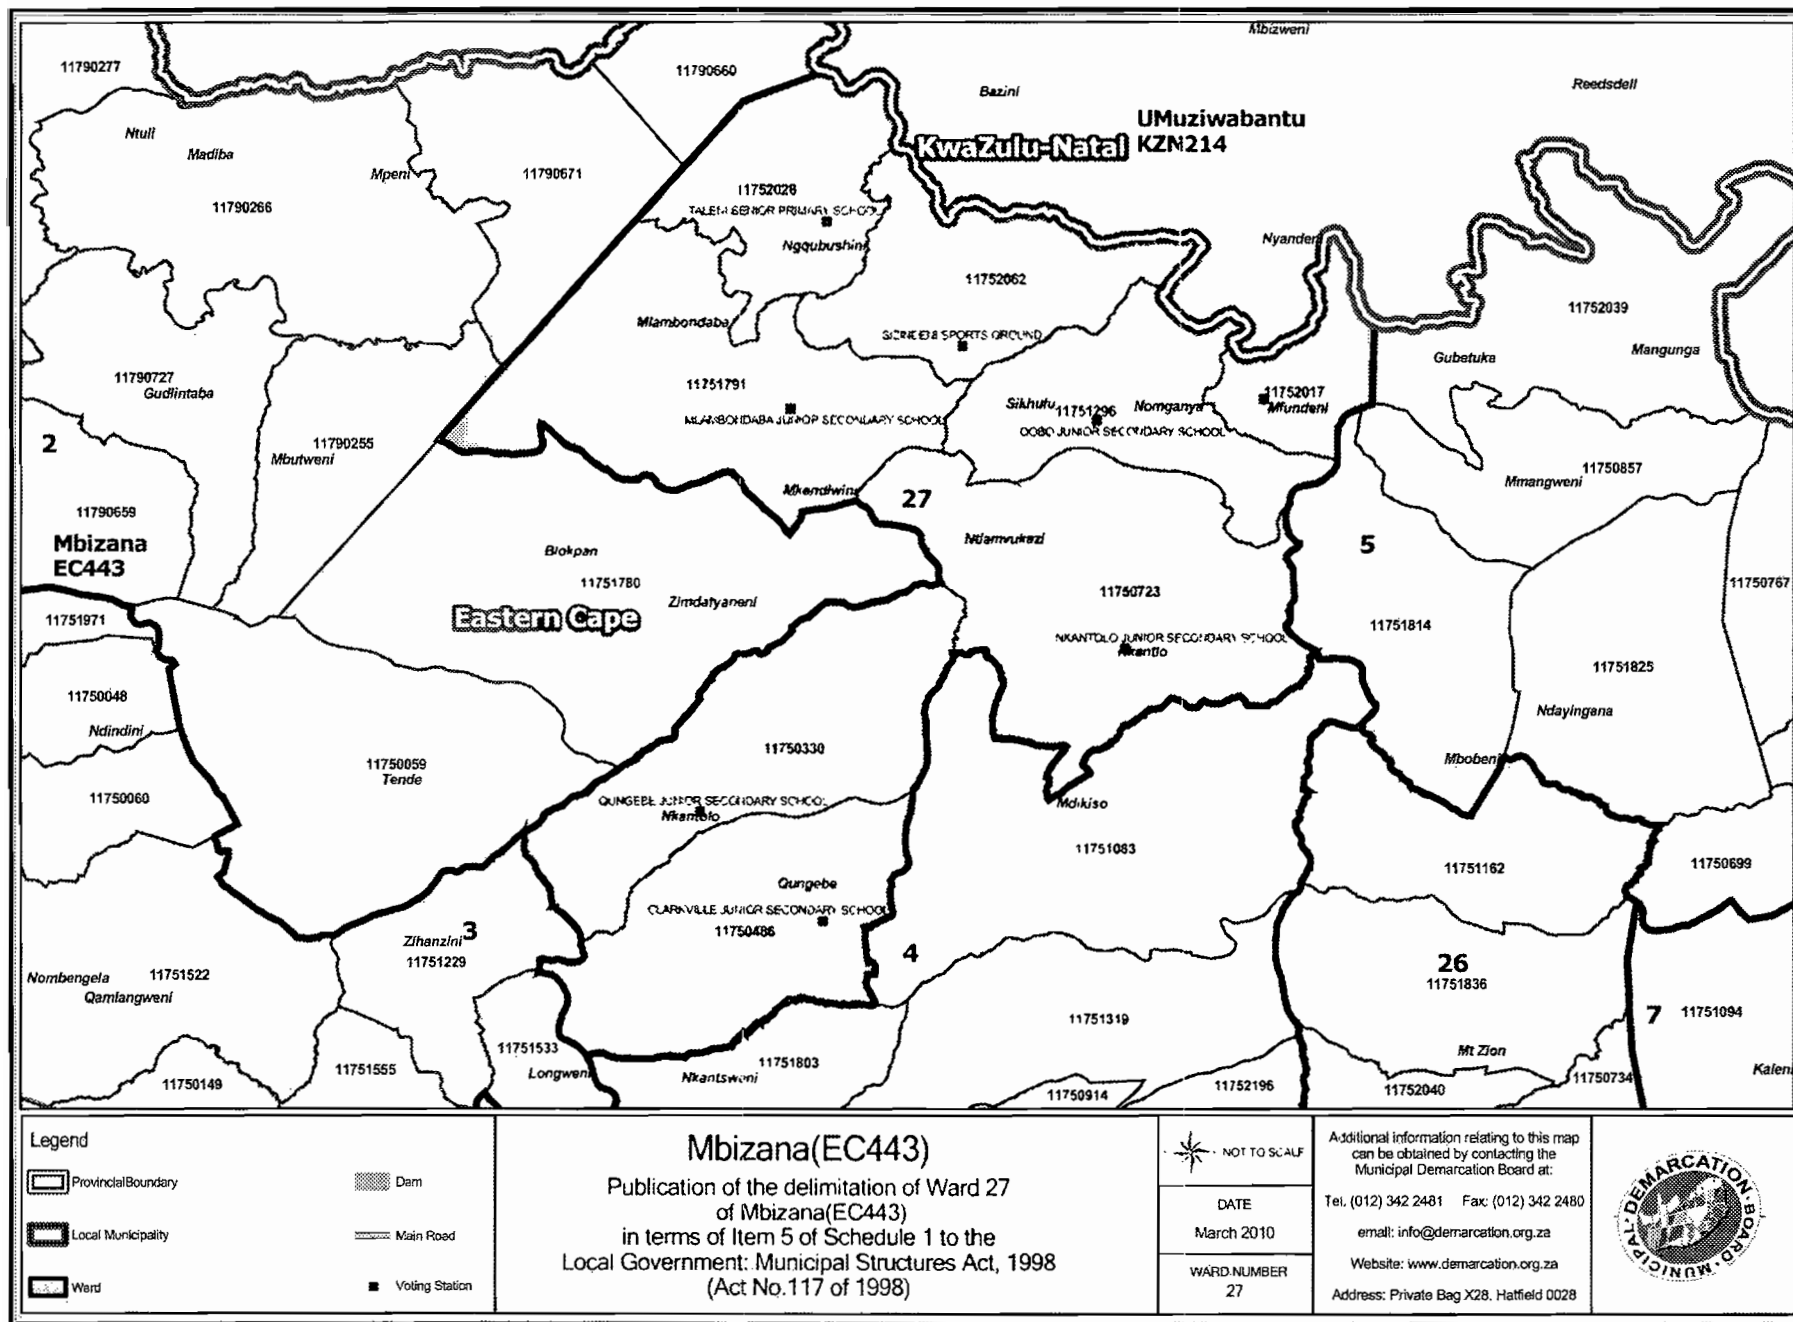 Mbizweni
11790277
11790660
Bazini
Reedsdell
UMuziwabantu
KZN214
KwaZulu-Natal
Ntuli
Madiba
Mpeni
11790671
11790266
11752028
TALENI SENIOR PRIMARY SCHOOL
Ngqubushini
Nyandeni
11752062
11752039
Mlambondaba
Gubetuka
Mangunga
SPORTS GROUND
11790727
Gudlintaba
11751791
11752017
Mfundeni
Sikhufu
11751296
Nomganya
MLAMBONDABA JUNIOR SECONDARY SCHOOL
OOBO JUNIOR SECONDARY SCHOOL
2
11790255
Mbutweni
11750857
Mmangweni
Mkendlwini
27
11790659
Mbizana
EC443
Blokpan
Ntlamvukazi
5
11751780
Zimdatyaneni
Eastern Cape
11750723
11750767
11751971
11751814
NKANTOLO JUNIOR SECONDARY SCHOOL
Nkantlo
11751825
11750048
Ndindini
Ndayingana
11750330
11750059
Tende
Mbobeni
11750060
QUNGEBE JUNIOR SECONDARY SCHOOL
Nkantolo
Mdikiso
11751083
11751162
11750699
Qungebe
CLARKVILLE JUNIOR SECONDARY SCHOOL
11750486
Zihanzini
3
11751229
4
26
11751836
Nombengela
11751522
Qamlangweni
7
11751094
11751319
11751533
Longweni
11751803
Nkantsweni
Mt Zion
11751555
11750149
11750914
11752196
11752040
11750734
Kaleni
Legend
ProvincialBoundary
Dam
Local Municipality
Main Road
Ward
Voting Station
Mbizana(EC443)
Publication of the delimitation of Ward 27
of Mbizana(EC443)
in terms of Item 5 of Schedule 1 to the
Local Government: Municipal Structures Act, 1998
(Act No.117 of 1998)
NOT TO SCALE
DATE
March 2010
WARD NUMBER
27
Additional information relating to this map
can be obtained by contacting the
Municipal Demarcation Board at:
Tel. (012) 342 2481 Fax: (012) 342 2480
email: info@demarcation.org.za
Website: www.demarcation.org.za
Address: Private Bag X28, Hatfield 0028
MUNICIPAL DEMARCATION BOARD